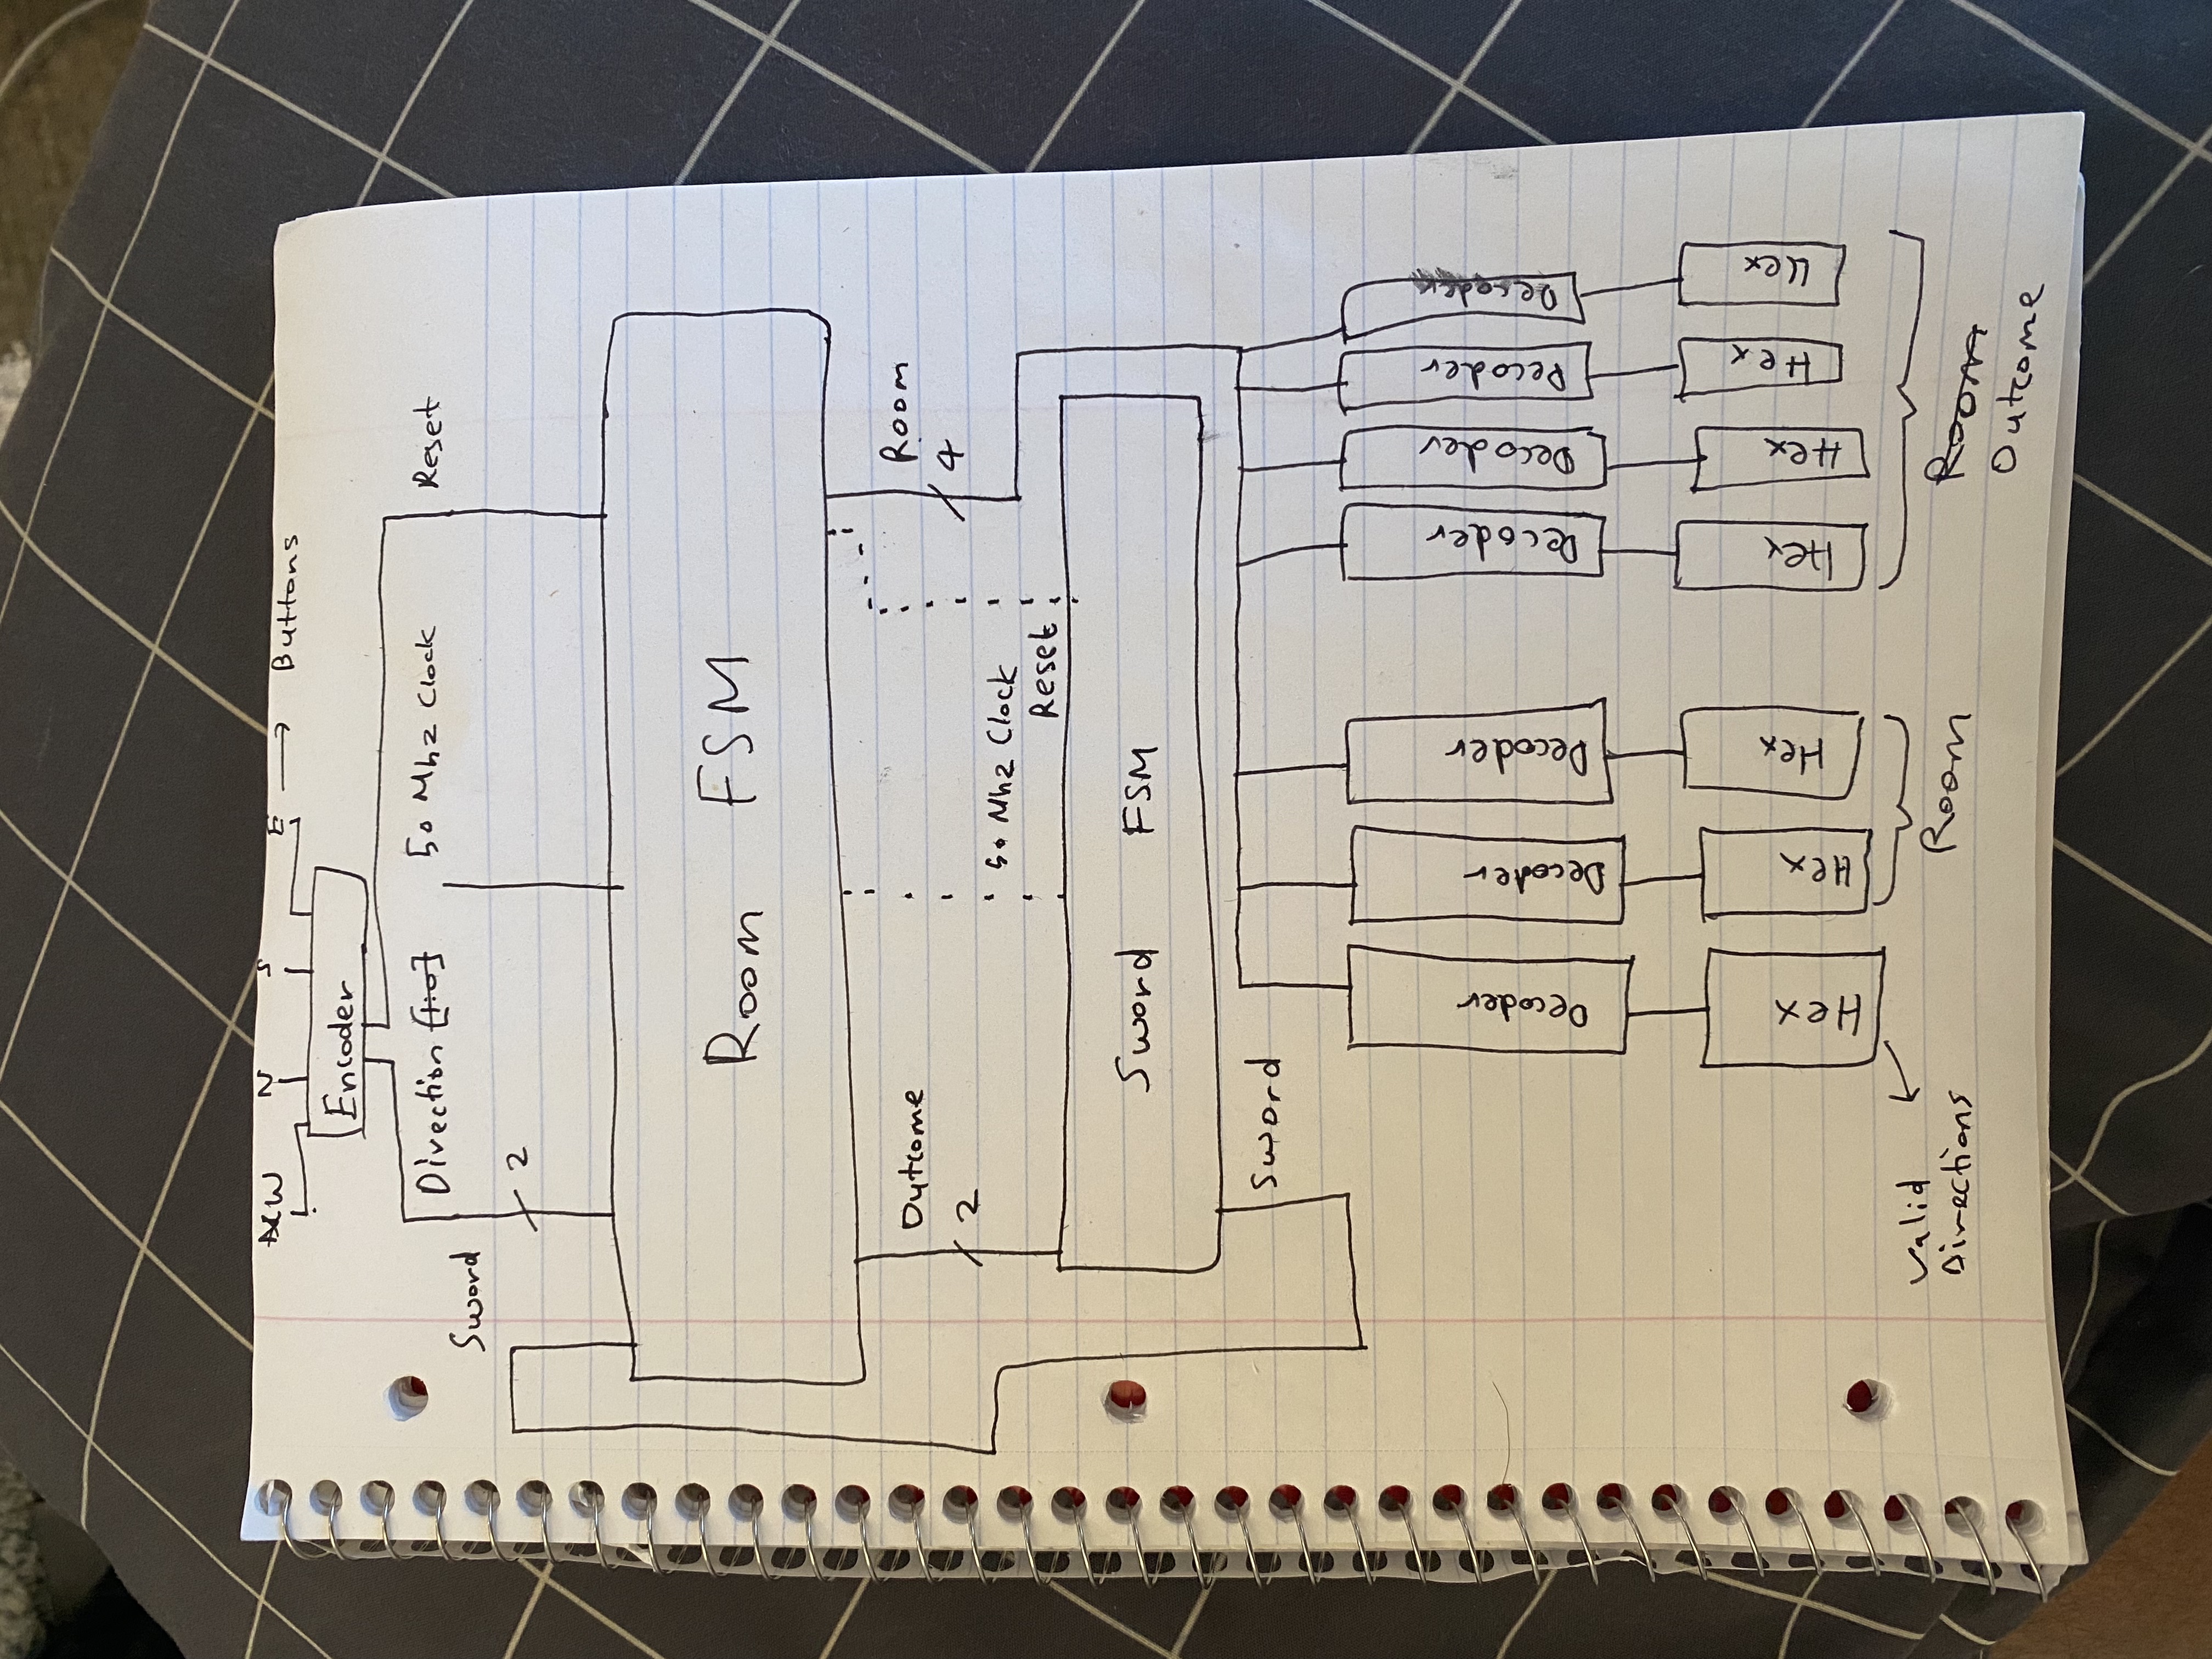 W N S E → Buttons
Encoder
Direction [1:0] 50 Mhz Clock Reset
Sword
2
Room FSM
Outcome Room
2 4
50 Mhz Clock
Reset
Sword FSM
Sword
Decoder Decoder Decoder Decoder Decoder Decoder Decoder
Hex Hex Hex Hex Hex Hex Hex
Valid
Directions
Room
Room
Outcome